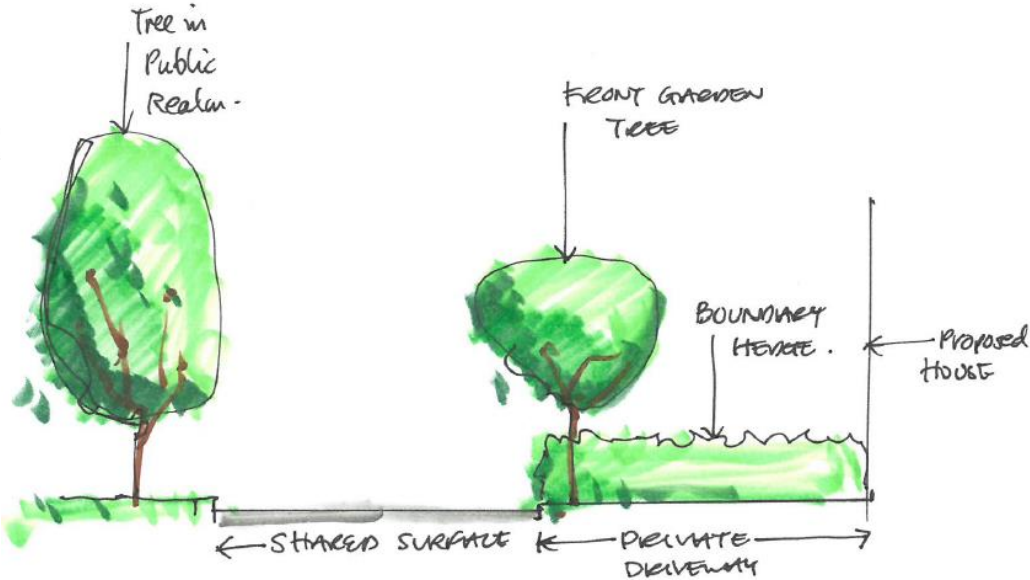 Tree in
Public
Realm.
FRONT GARDEN
TREE
BOUNDARY
HEDGE.
PROPOSED
HOUSE
SHARED SURFACE
PRIVATE
DRIVEWAY